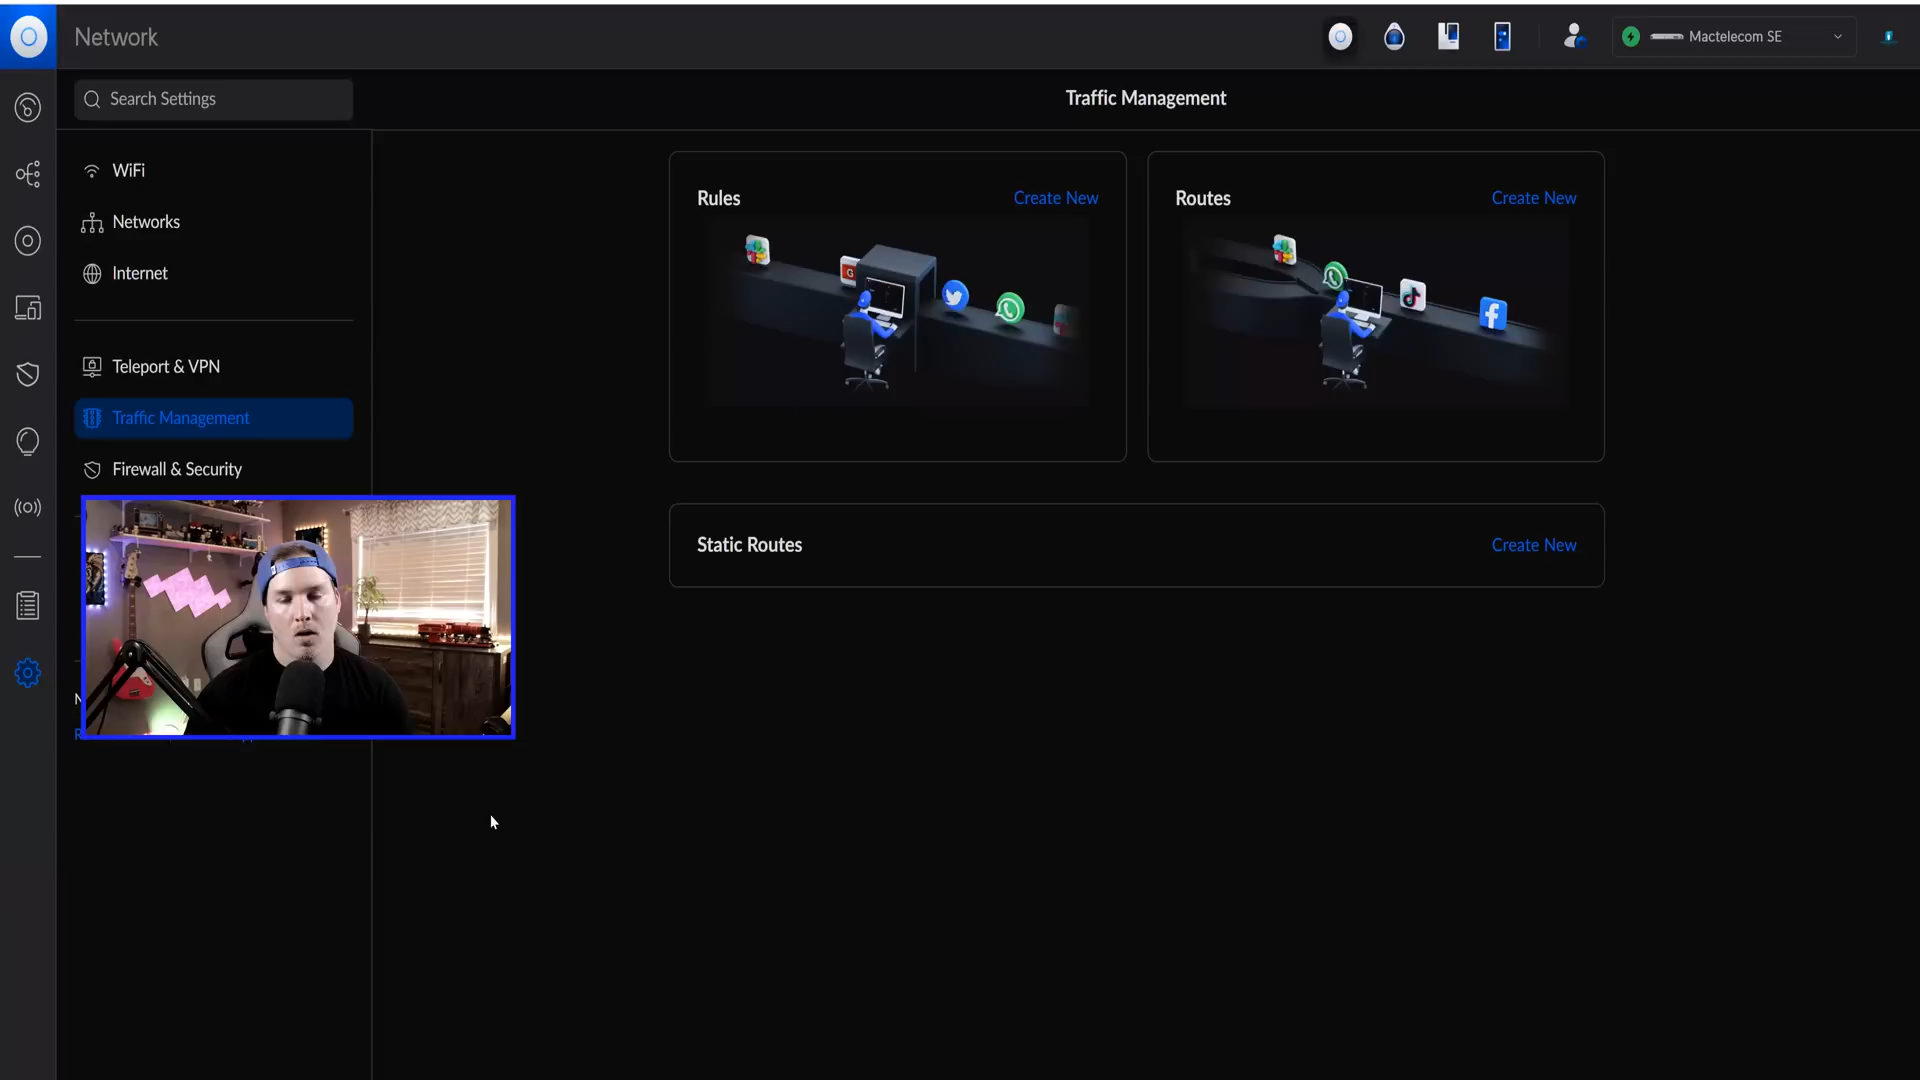 Network
Mactelecom SE
Search Settings
Traffic Management
WiFi
Networks
Internet
Teleport & VPN
Traffic Management
Firewall & Security
Rules
Create New
Routes
Create New
Static Routes
Create New